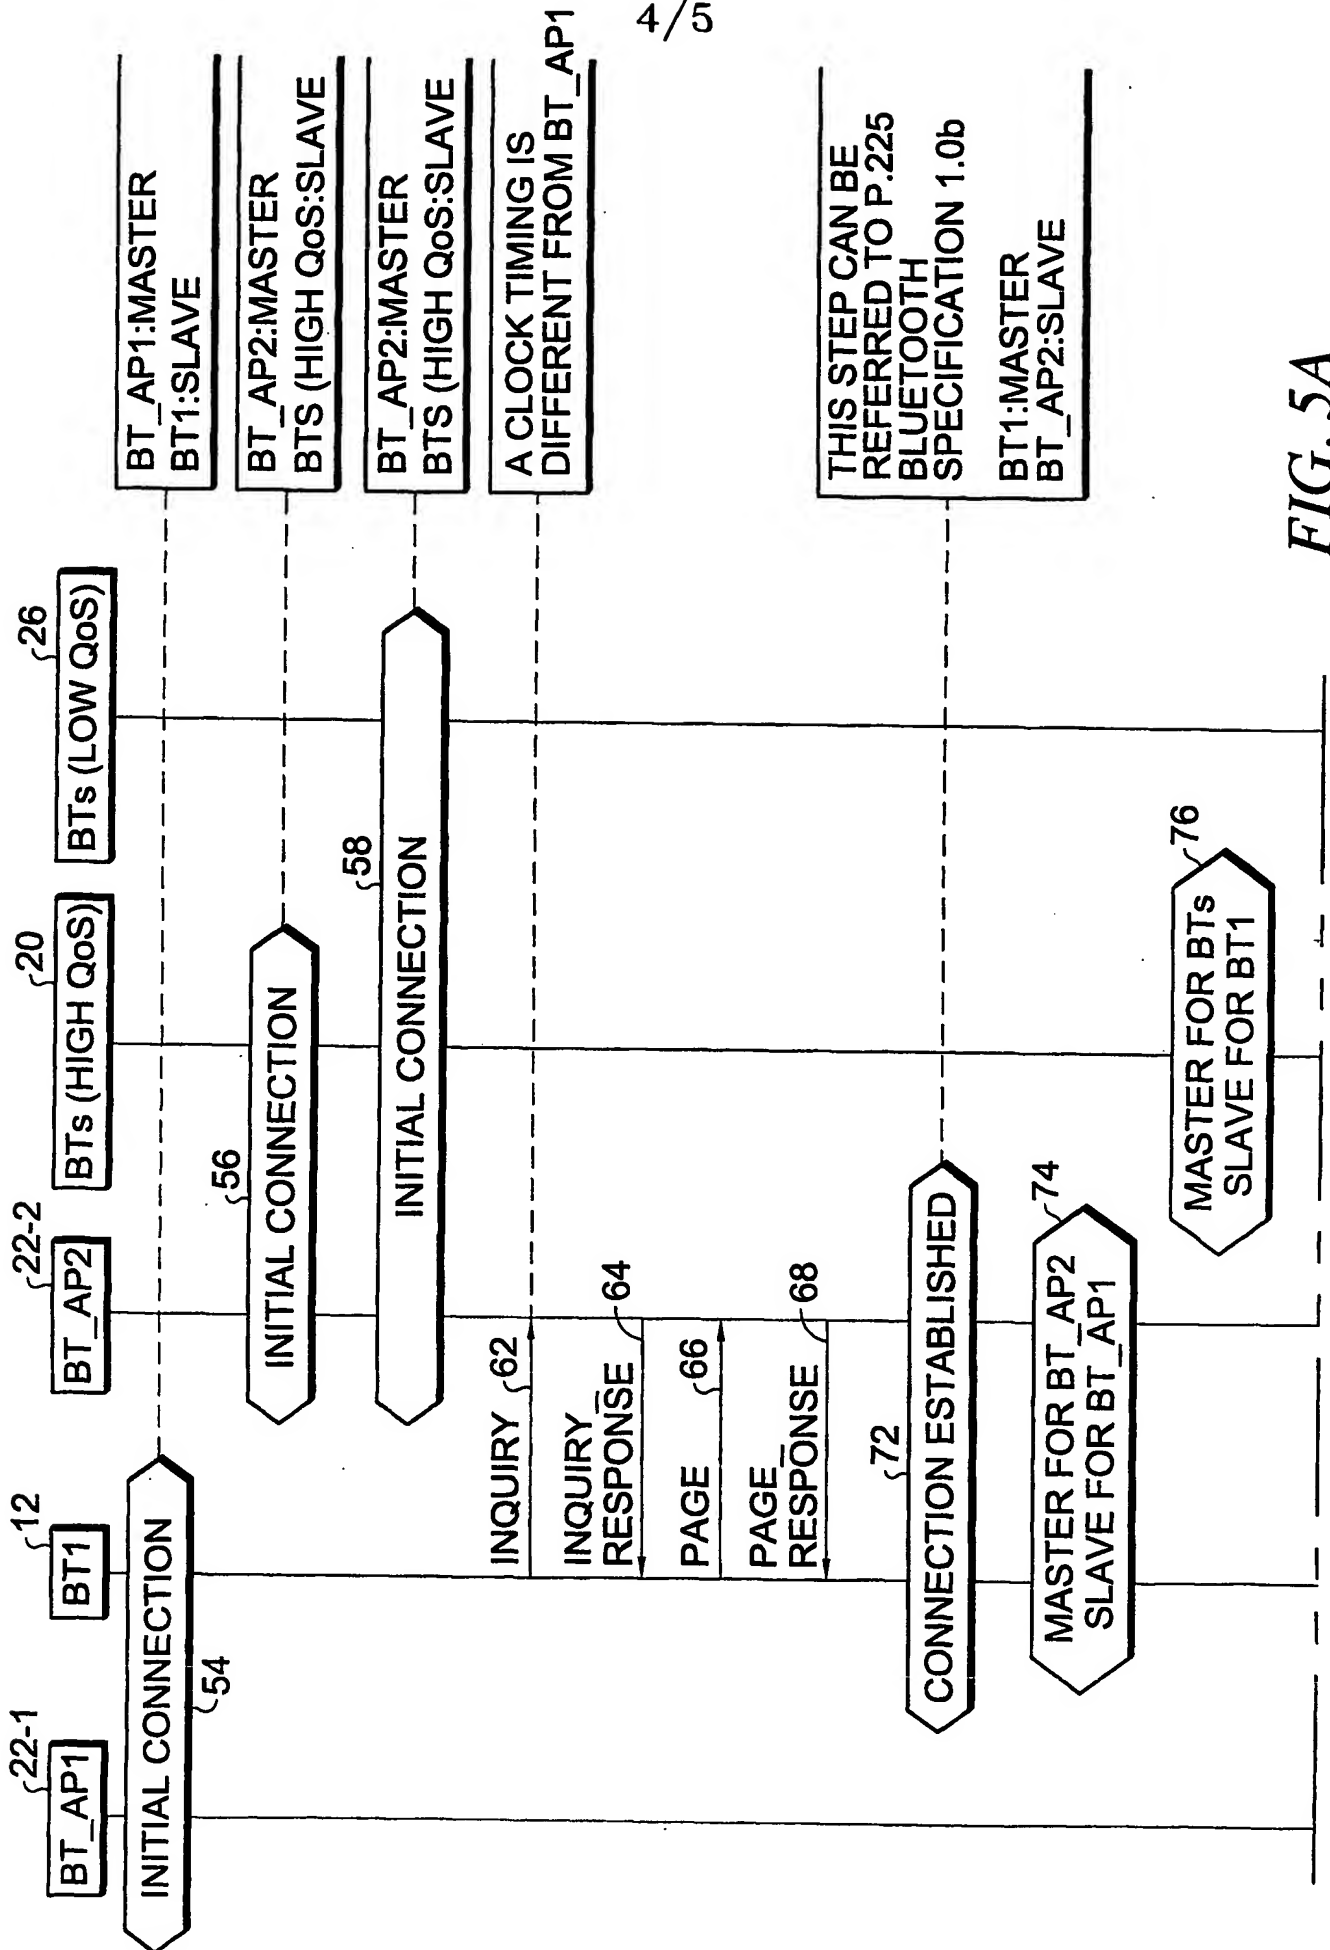 4/5
22-1
BT_AP1
12
BT1
22-2
BT_AP2
20
BTs (HIGH QoS)
26
BTs (LOW QoS)
INITIAL CONNECTION
54
BT_AP1:MASTER
BT1:SLAVE
56
INITIAL CONNECTION
BT_AP2:MASTER
BTS (HIGH QoS:SLAVE
58
INITIAL CONNECTION
BT_AP2:MASTER
BTS (HIGH QoS:SLAVE
INQUIRY
62
A CLOCK TIMING IS
DIFFERENT FROM BT_AP1
INQUIRY_
RESPONSE
64
PAGE
66
PAGE_
RESPONSE
68
72
CONNECTION ESTABLISHED
THIS STEP CAN BE
REFERRED TO P.225
BLUETOOTH
SPECIFICATION 1.0b
BT1:MASTER
BT_AP2:SLAVE
74
MASTER FOR BT_AP2
SLAVE FOR BT_AP1
76
MASTER FOR BTs
SLAVE FOR BT1
FIG. 5A